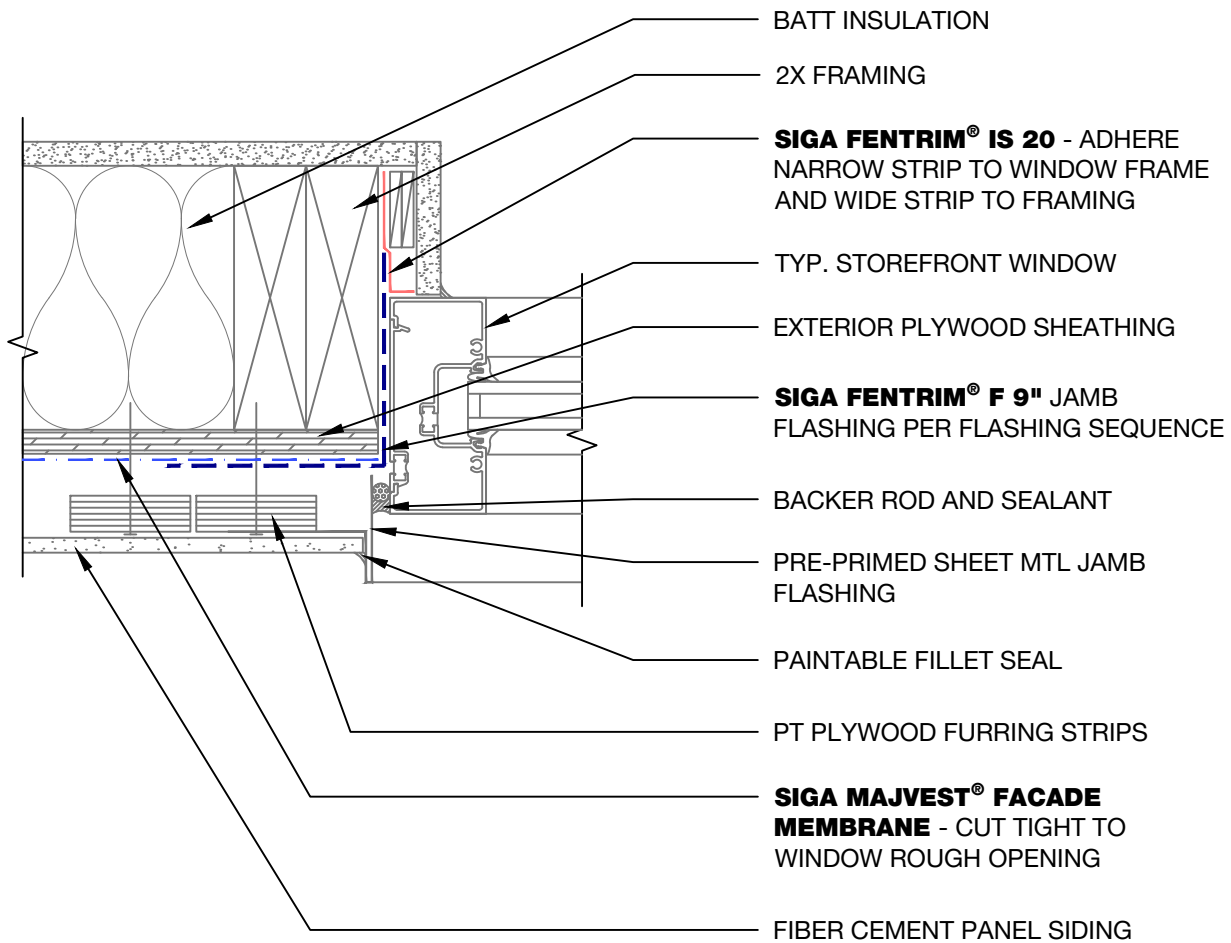 BATT INSULATION
2X FRAMING
SIGA FENTRIM® IS 20 - ADHERE
NARROW STRIP TO WINDOW FRAME
AND WIDE STRIP TO FRAMING
TYP. STOREFRONT WINDOW
EXTERIOR PLYWOOD SHEATHING
SIGA FENTRIM® F 9" JAMB
FLASHING PER FLASHING SEQUENCE
BACKER ROD AND SEALANT
PRE-PRIMED SHEET MTL JAMB
FLASHING
PAINTABLE FILLET SEAL
PT PLYWOOD FURRING STRIPS
SIGA MAJVEST® FACADE
MEMBRANE - CUT TIGHT TO
WINDOW ROUGH OPENING
FIBER CEMENT PANEL SIDING